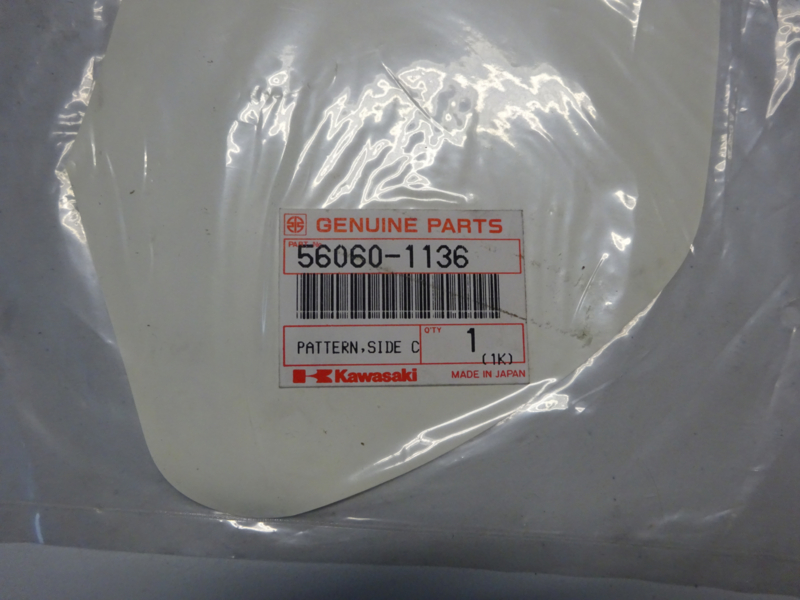 GENUINE PARTS
PART No.
56060-1136
PATTERN,SIDE C
Q'TY
1
(1K)
Kawasaki
MADE IN JAPAN